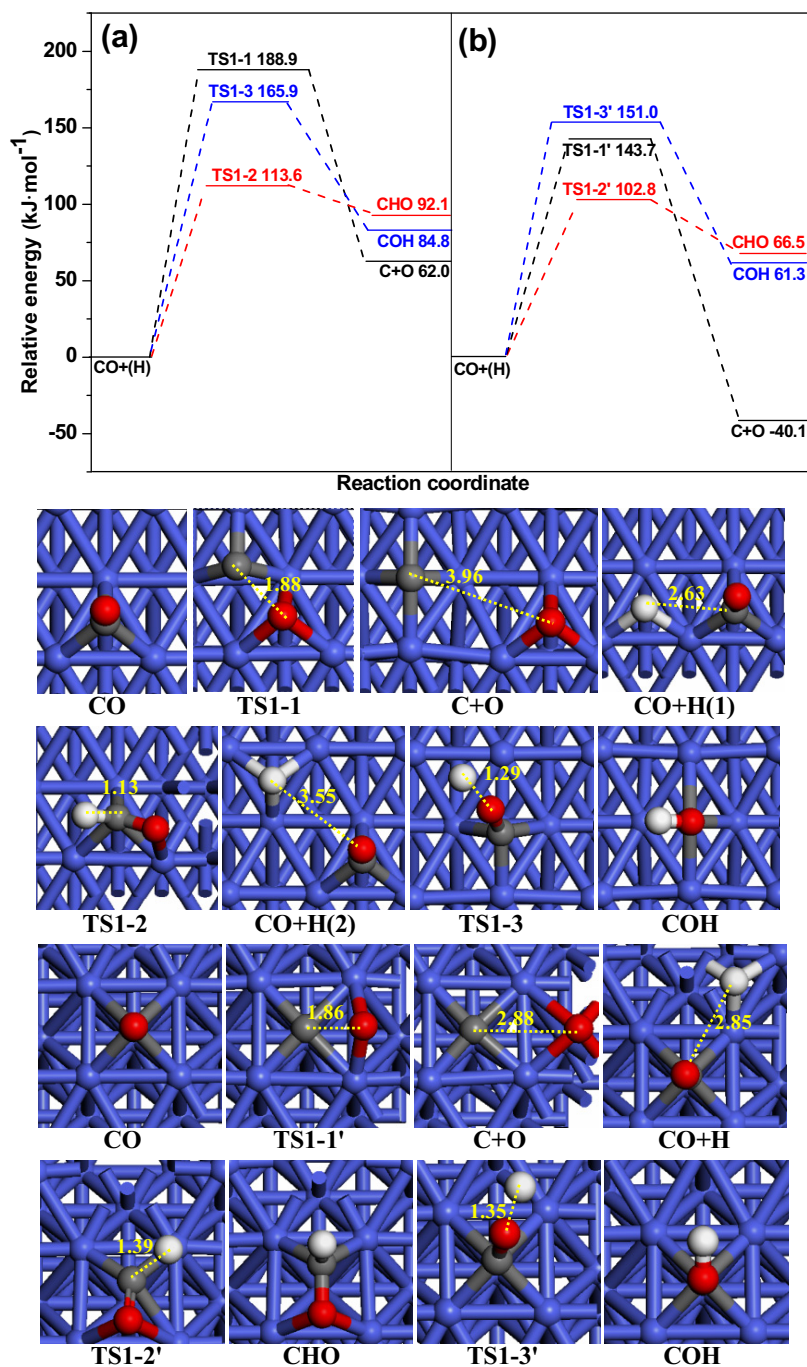 (a)
(b)
200
150
100
50
0
-50
Relative energy (kJ·mol⁻¹)
TS1-1 188.9
TS1-3 165.9
TS1-2 113.6
CHO 92.1
COH 84.8
C+O 62.0
CO+(H)
TS1-3' 151.0
TS1-1' 143.7
TS1-2' 102.8
CHO 66.5
COH 61.3
CO+(H)
C+O -40.1
Reaction coordinate
1.88
3.96
2.63
CO TS1-1 C+O CO+H(1)
1.13
3.55
1.29
TS1-2 CO+H(2) TS1-3 COH
1.86
2.88
2.85
CO TS1-1' C+O CO+H
1.39
1.35
TS1-2' CHO TS1-3' COH